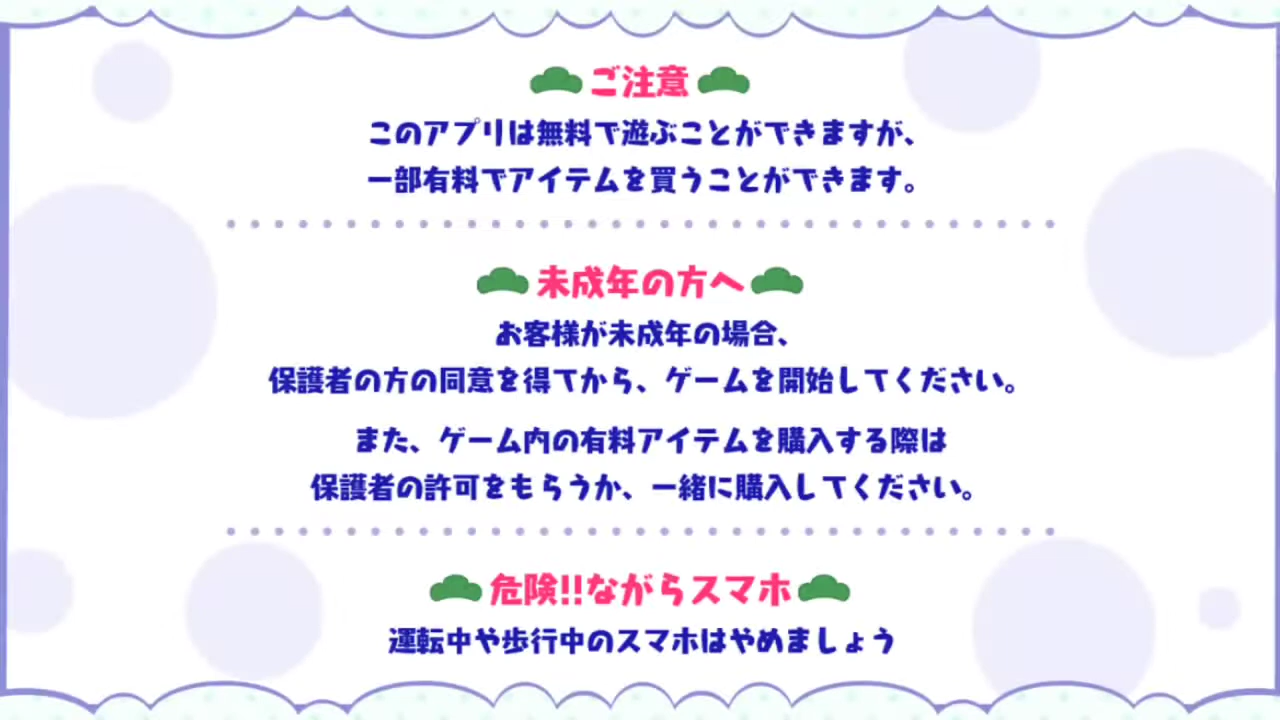 ご注意
このアプリは無料で遊ぶことができますが、
一部有料でアイテムを買うことができます。
未成年の方へ
お客様が未成年の場合、
保護者の方の同意を得てから、ゲームを開始してください。
また、ゲーム内の有料アイテムを購入する際は
保護者の許可をもらうか、一緒に購入してください。
危険!!ながらスマホ
運転中や歩行中のスマホはやめましょう